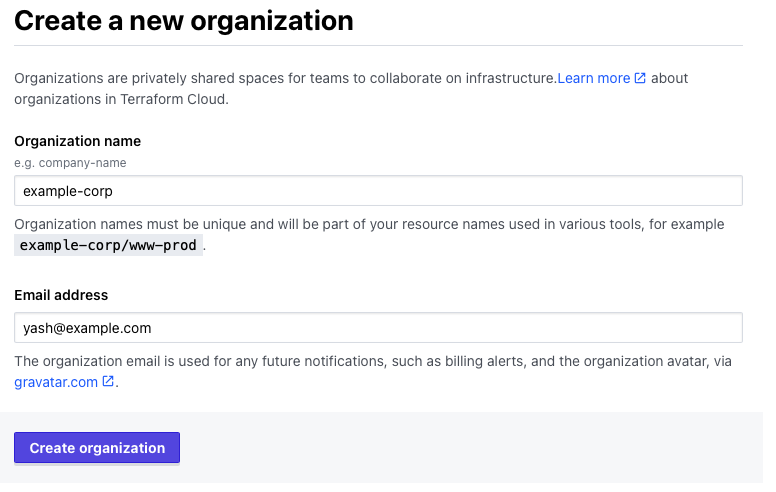 Create a new organization
Organizations are privately shared spaces for teams to collaborate on infrastructure.Learn more about
organizations in Terraform Cloud.
Organization name
e.g. company-name
example-corp
Organization names must be unique and will be part of your resource names used in various tools, for example
example-corp/www-prod.
Email address
yash@example.com
The organization email is used for any future notifications, such as billing alerts, and the organization avatar, via
gravatar.com.
Create organization